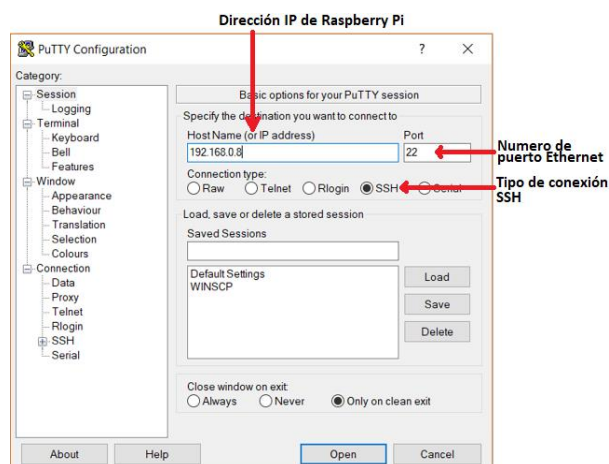 Dirección IP de Raspberry Pi
PuTTY Configuration
? ×
Category:
Session
Logging
Terminal
Keyboard
Bell
Features
Window
Appearance
Behaviour
Translation
Selection
Colours
Connection
Data
Proxy
Telnet
Rlogin
SSH
Serial
Basic options for your PuTTY session
Specify the destination you want to connect to
Host Name (or IP address)
Port
192.168.0.8
22
Numero de
puerto Ethernet
Connection type:
Raw Telnet Rlogin SSH Serial
Tipo de conexión
SSH
Load, save or delete a stored session
Saved Sessions
Default Settings
WINSCP
Load
Save
Delete
Close window on exit:
Always Never Only on clean exit
About Help Open Cancel